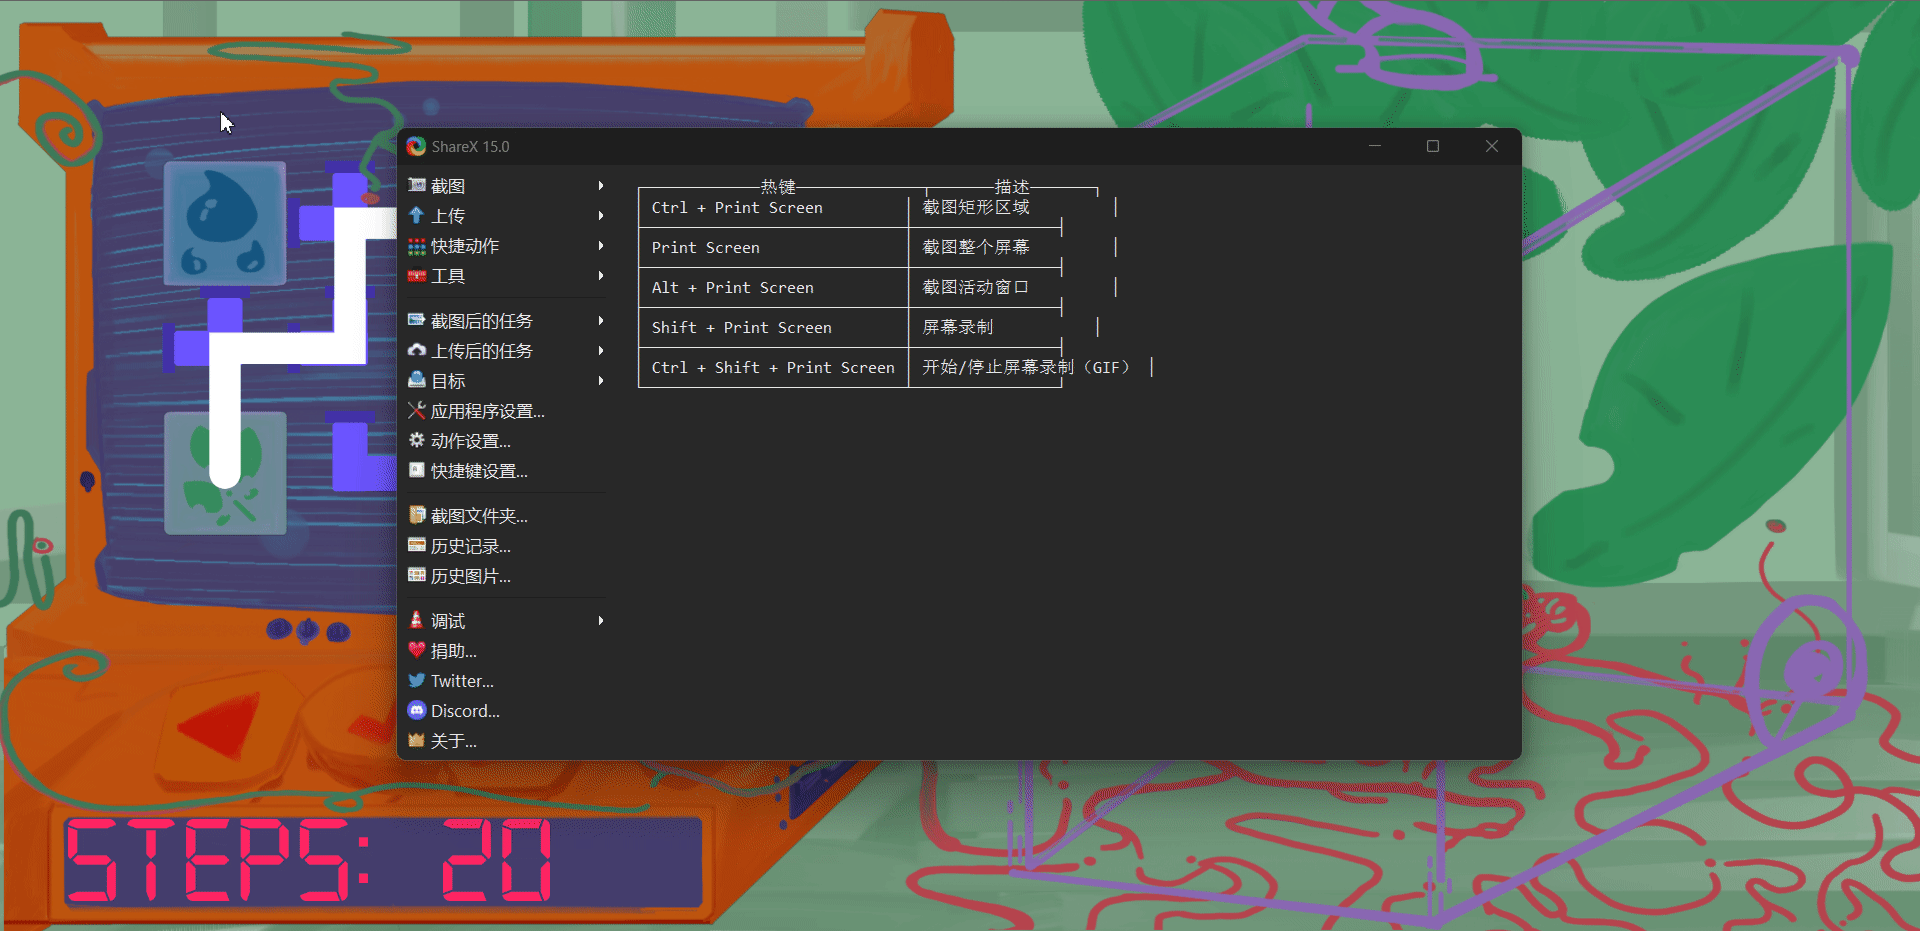 ShareX 15.0
截图
上传
快捷动作
工具
截图后的任务
上传后的任务
目标
应用程序设置...
动作设置...
快捷键设置...
截图文件夹...
历史记录...
历史图片...
调试
捐助...
Twitter...
Discord...
关于...
热键 描述
Ctrl + Print Screen 截图矩形区域
Print Screen 截图整个屏幕
Alt + Print Screen 截图活动窗口
Shift + Print Screen 屏幕录制
Ctrl + Shift + Print Screen 开始/停止屏幕录制（GIF）
STEPS: 20